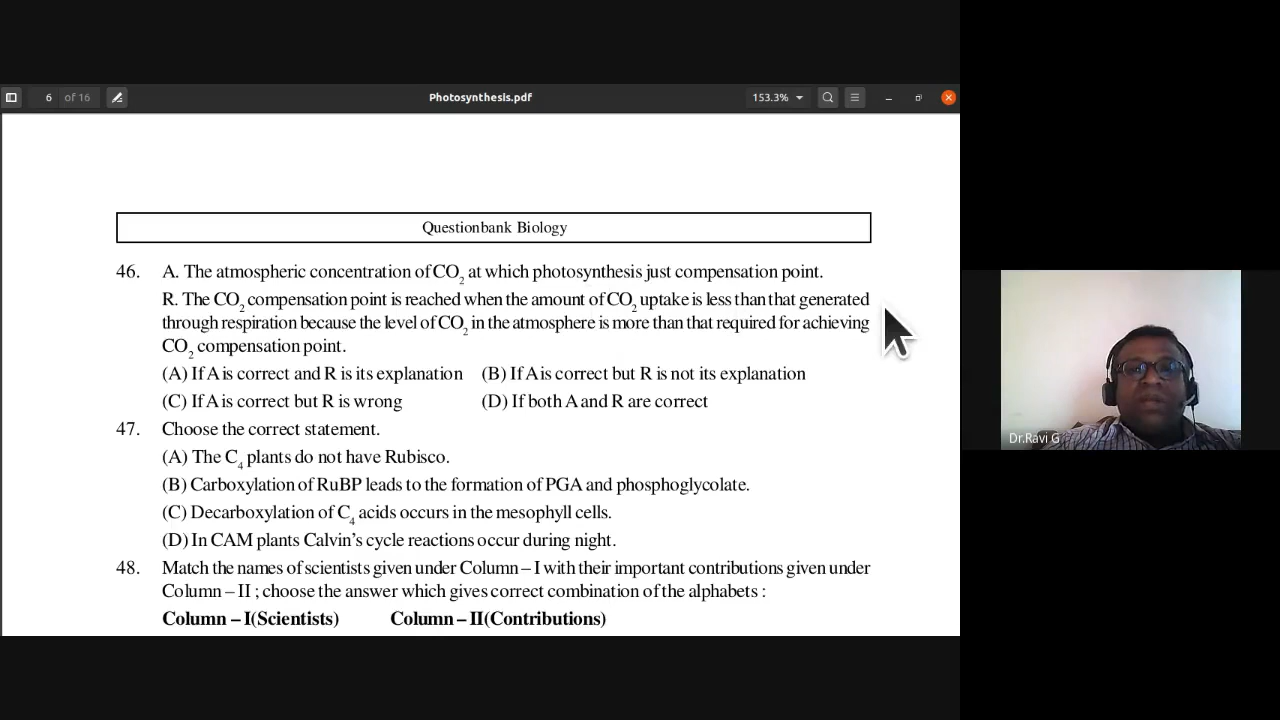 6 of 16
Photosynthesis.pdf
153.3%
Questionbank Biology
46. A. The atmospheric concentration of CO2 at which photosynthesis just compensation point.
R. The CO2 compensation point is reached when the amount of CO2 uptake is less than that generated
through respiration because the level of CO2 in the atmosphere is more than that required for achieving
CO2 compensation point.
(A) If A is correct and R is its explanation (B) If A is correct but R is not its explanation
(C) If A is correct but R is wrong (D) If both A and R are correct
47. Choose the correct statement.
(A) The C4 plants do not have Rubisco.
(B) Carboxylation of RuBP leads to the formation of PGA and phosphoglycolate.
(C) Decarboxylation of C4 acids occurs in the mesophyll cells.
(D) In CAM plants Calvin's cycle reactions occur during night.
48. Match the names of scientists given under Column – I with their important contributions given under
Column – II ; choose the answer which gives correct combination of the alphabets :
Column – I(Scientists) Column – II(Contributions)
Dr.Ravi G